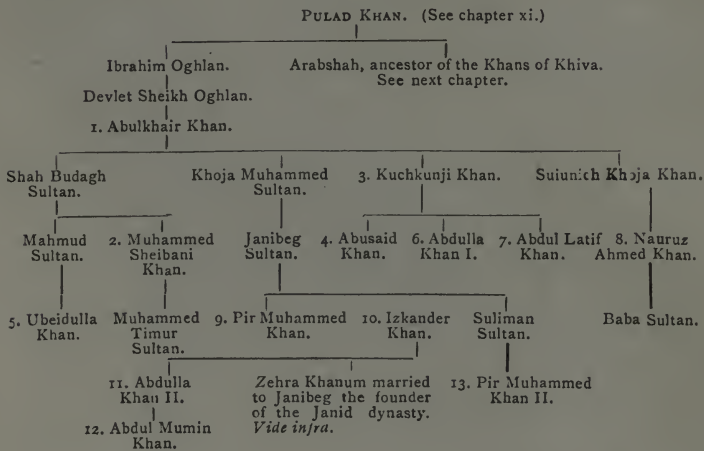 PULAD KHAN. (See chapter xi.)
Ibrahim Oghlan. Arabshah, ancestor of the Khans of Khiva.
See next chapter.
Devlet Sheikh Oghlan.
1. Abulkhair Khan.
Shah Budagh Khoja Muhammed 3. Kuchkunji Khan. Suiunich Khoja Khan.
Sultan. Sultan.
Mahmud 2. Muhammed Janibeg 4. Abusaid 6. Abdulla 7. Abdul Latif 8. Nauruz
Sultan. Sheibani Sultan. Khan. Khan I. Khan. Ahmed Khan.
Khan.
5. Ubeidulla Muhammed 9. Pir Muhammed 10. Izkander Suliman Baba Sultan.
Khan. Timur Khan. Khan. Sultan.
Sultan.
11. Abdulla Zehra Khanum married 13. Pir Muhammed
Khan II. to Janibeg the founder Khan II.
of the Janid dynasty.
12. Abdul Mumin Vide infra.
Khan.